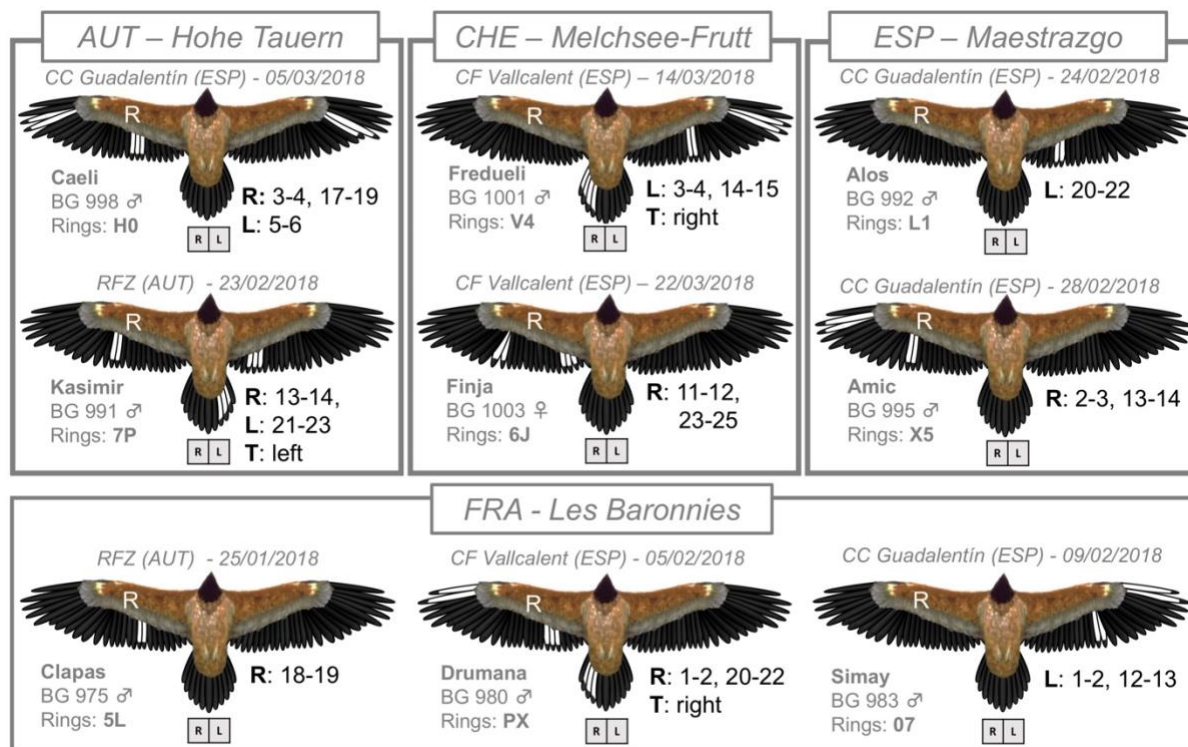 AUT – Hohe Tauern
CC Guadalentín (ESP) - 05/03/2018
R
Caeli
BG 998 ♂
Rings: H0
R: 3-4, 17-19
L: 5-6
R L
RFZ (AUT) - 23/02/2018
R
Kasimir
BG 991 ♂
Rings: 7P
R: 13-14,
L: 21-23
T: left
R L
CHE – Melchsee-Frutt
CF Vallcalent (ESP) – 14/03/2018
R
Fredueli
BG 1001 ♂
Rings: V4
L: 3-4, 14-15
T: right
R L
CF Vallcalent (ESP) – 22/03/2018
R
Finja
BG 1003 ♀
Rings: 6J
R: 11-12,
23-25
R L
ESP – Maestrazgo
CC Guadalentín (ESP) - 24/02/2018
R
Alos
BG 992 ♂
Rings: L1
L: 20-22
R L
CC Guadalentín (ESP) - 28/02/2018
R
Amic
BG 995 ♂
Rings: X5
R: 2-3, 13-14
R L
FRA - Les Baronnies
RFZ (AUT) - 25/01/2018
R
Clapas
BG 975 ♂
Rings: 5L
R: 18-19
R L
CF Vallcalent (ESP) - 05/02/2018
R
Drumana
BG 980 ♂
Rings: PX
R: 1-2, 20-22
T: right
R L
CC Guadalentín (ESP) - 09/02/2018
R
Simay
BG 983 ♂
Rings: 07
L: 1-2, 12-13
R L